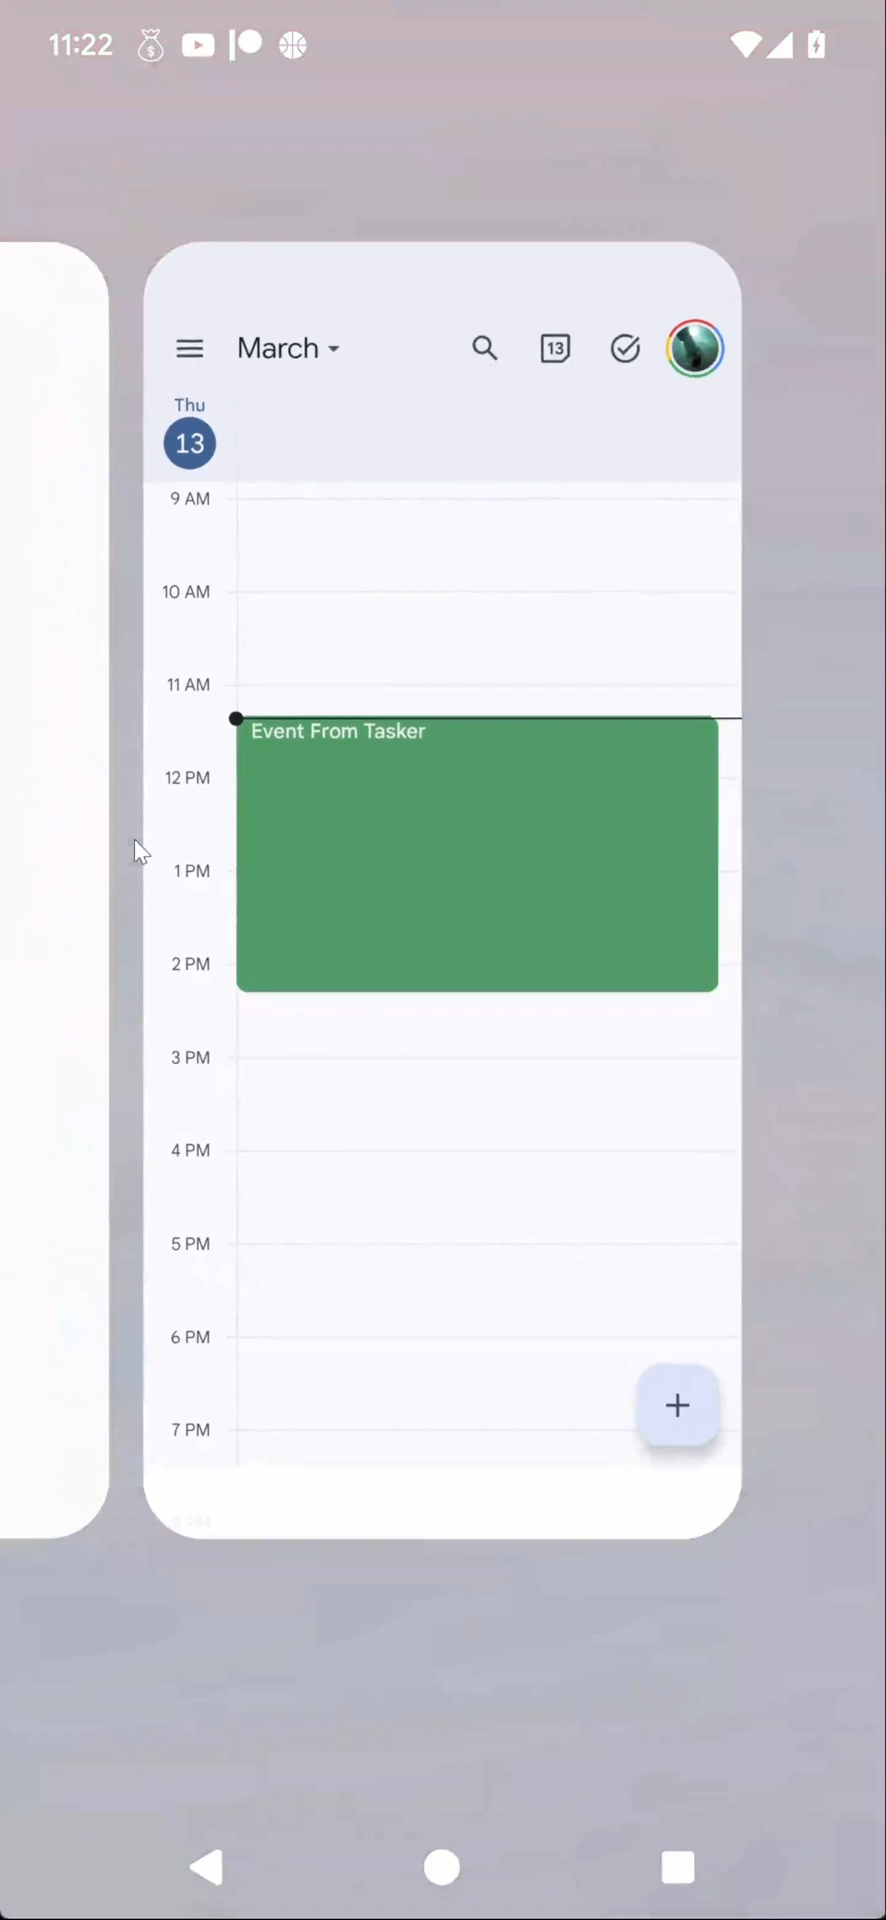 11:22
March
13
Thu
13
9 AM
10 AM
11 AM
Event From Tasker
12 PM
1 PM
2 PM
3 PM
4 PM
5 PM
6 PM
7 PM